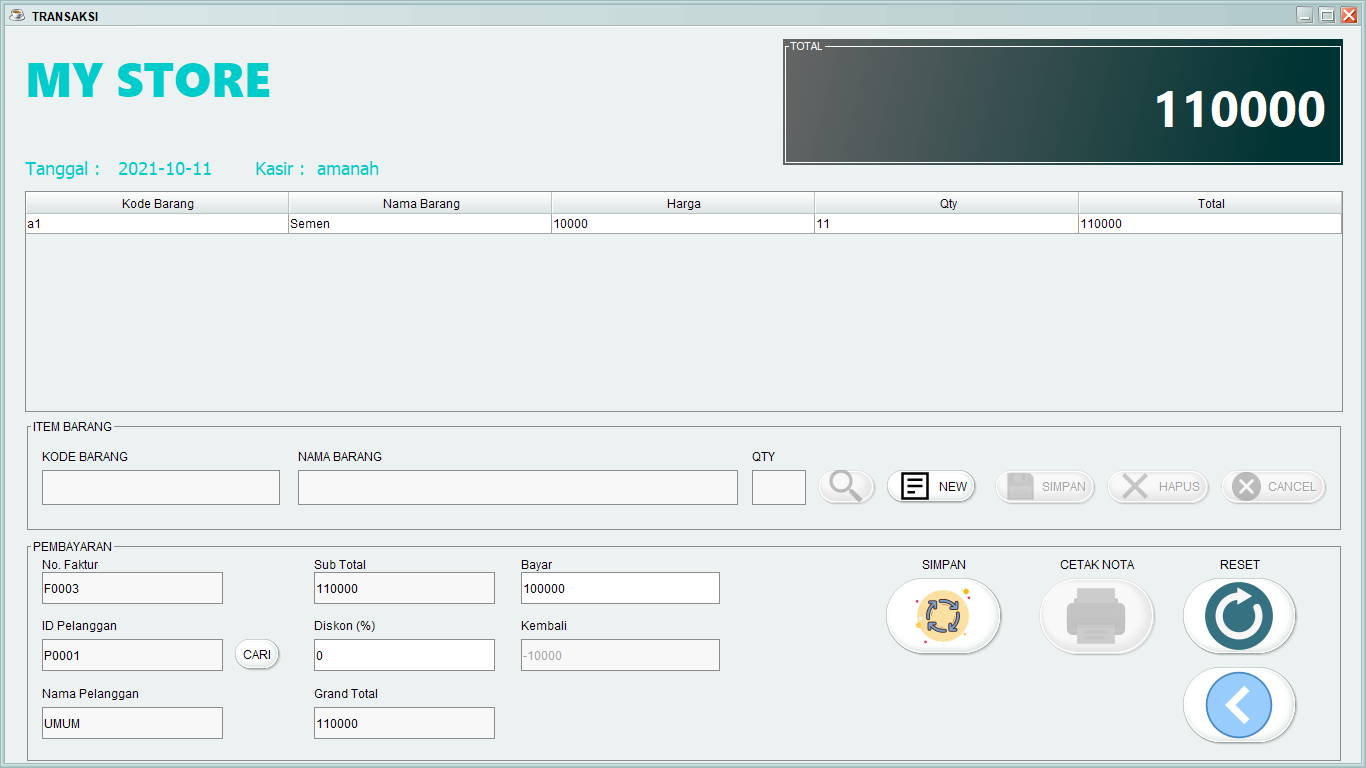 TRANSAKSI
MY STORE
TOTAL
110000
Tanggal : 2021-10-11 Kasir : amanah
Kode Barang Nama Barang Harga Qty Total
a1 Semen 10000 11 110000
ITEM BARANG
KODE BARANG NAMA BARANG QTY
NEW SIMPAN HAPUS CANCEL
PEMBAYARAN
No. Faktur Sub Total Bayar SIMPAN CETAK NOTA RESET
F0003 110000 100000
ID Pelanggan Diskon (%) Kembali
P0001 CARI 0 -10000
Nama Pelanggan Grand Total
UMUM 110000